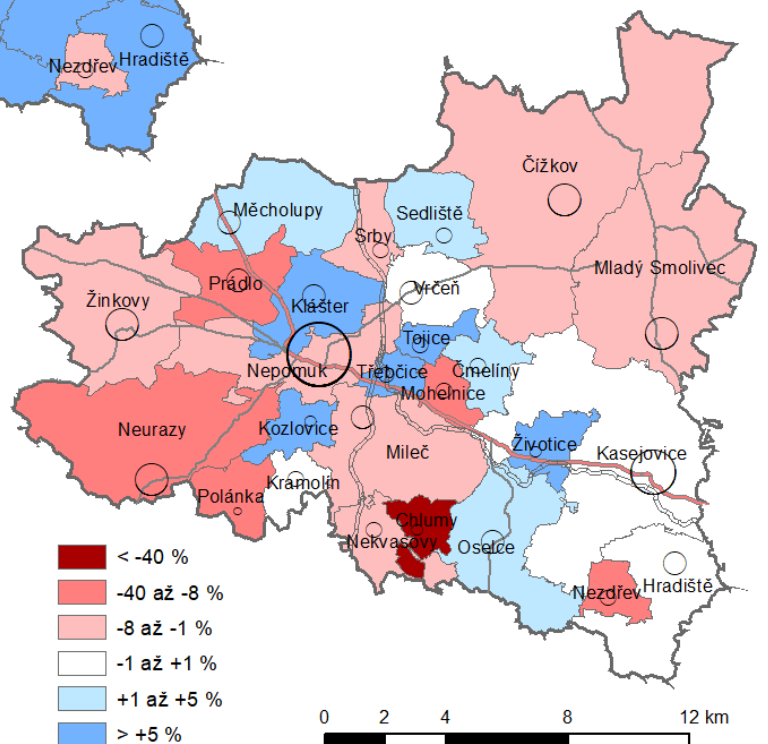 Nezdřev
Hradiště
Čížkov
Měcholupy
Sedliště
Srby
Mladý Smolivec
Prádlo
Vrčeň
Žinkovy
Klášter
Tojice
Nepomuk
Třebčice
Čmelíny
Mohelnice
Neurazy
Kozlovice
Životice
Mileč
Kasejovice
Kramolín
Polánka
Chlumy
Nekvasovy
Oselce
Nezdřev
Hradiště
< -40 %
-40 až -8 %
-8 až -1 %
-1 až +1 %
+1 až +5 %
> +5 %
0 2 4 8 12 km